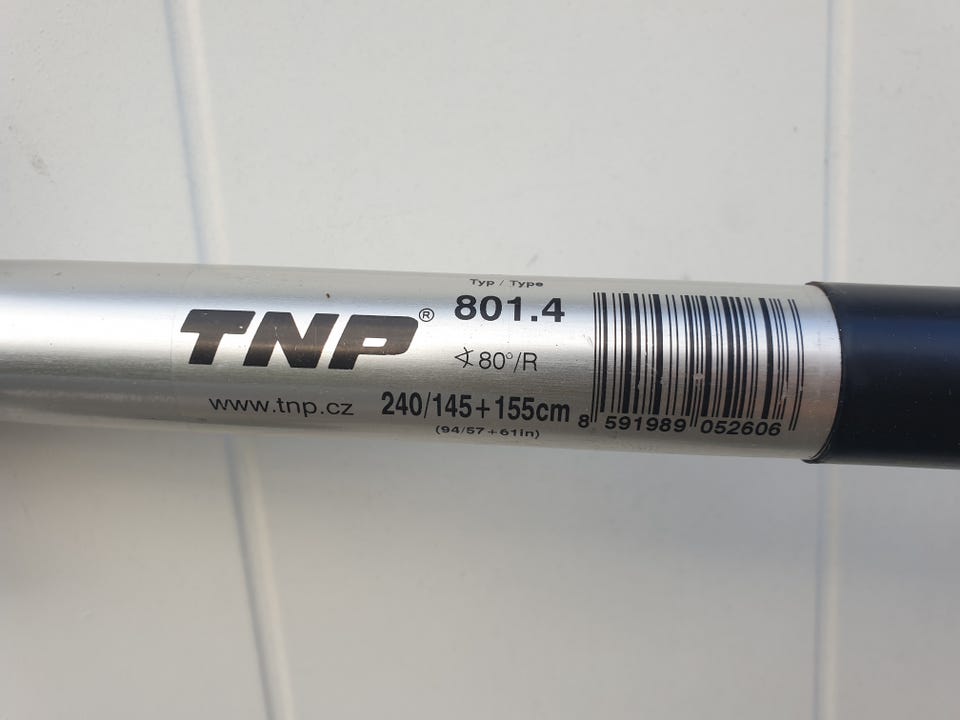 TNP®
Typ / Type
801.4
∢80°/R
www.tnp.cz
240/145+155cm
(94/57+61in)
8 591989 052606